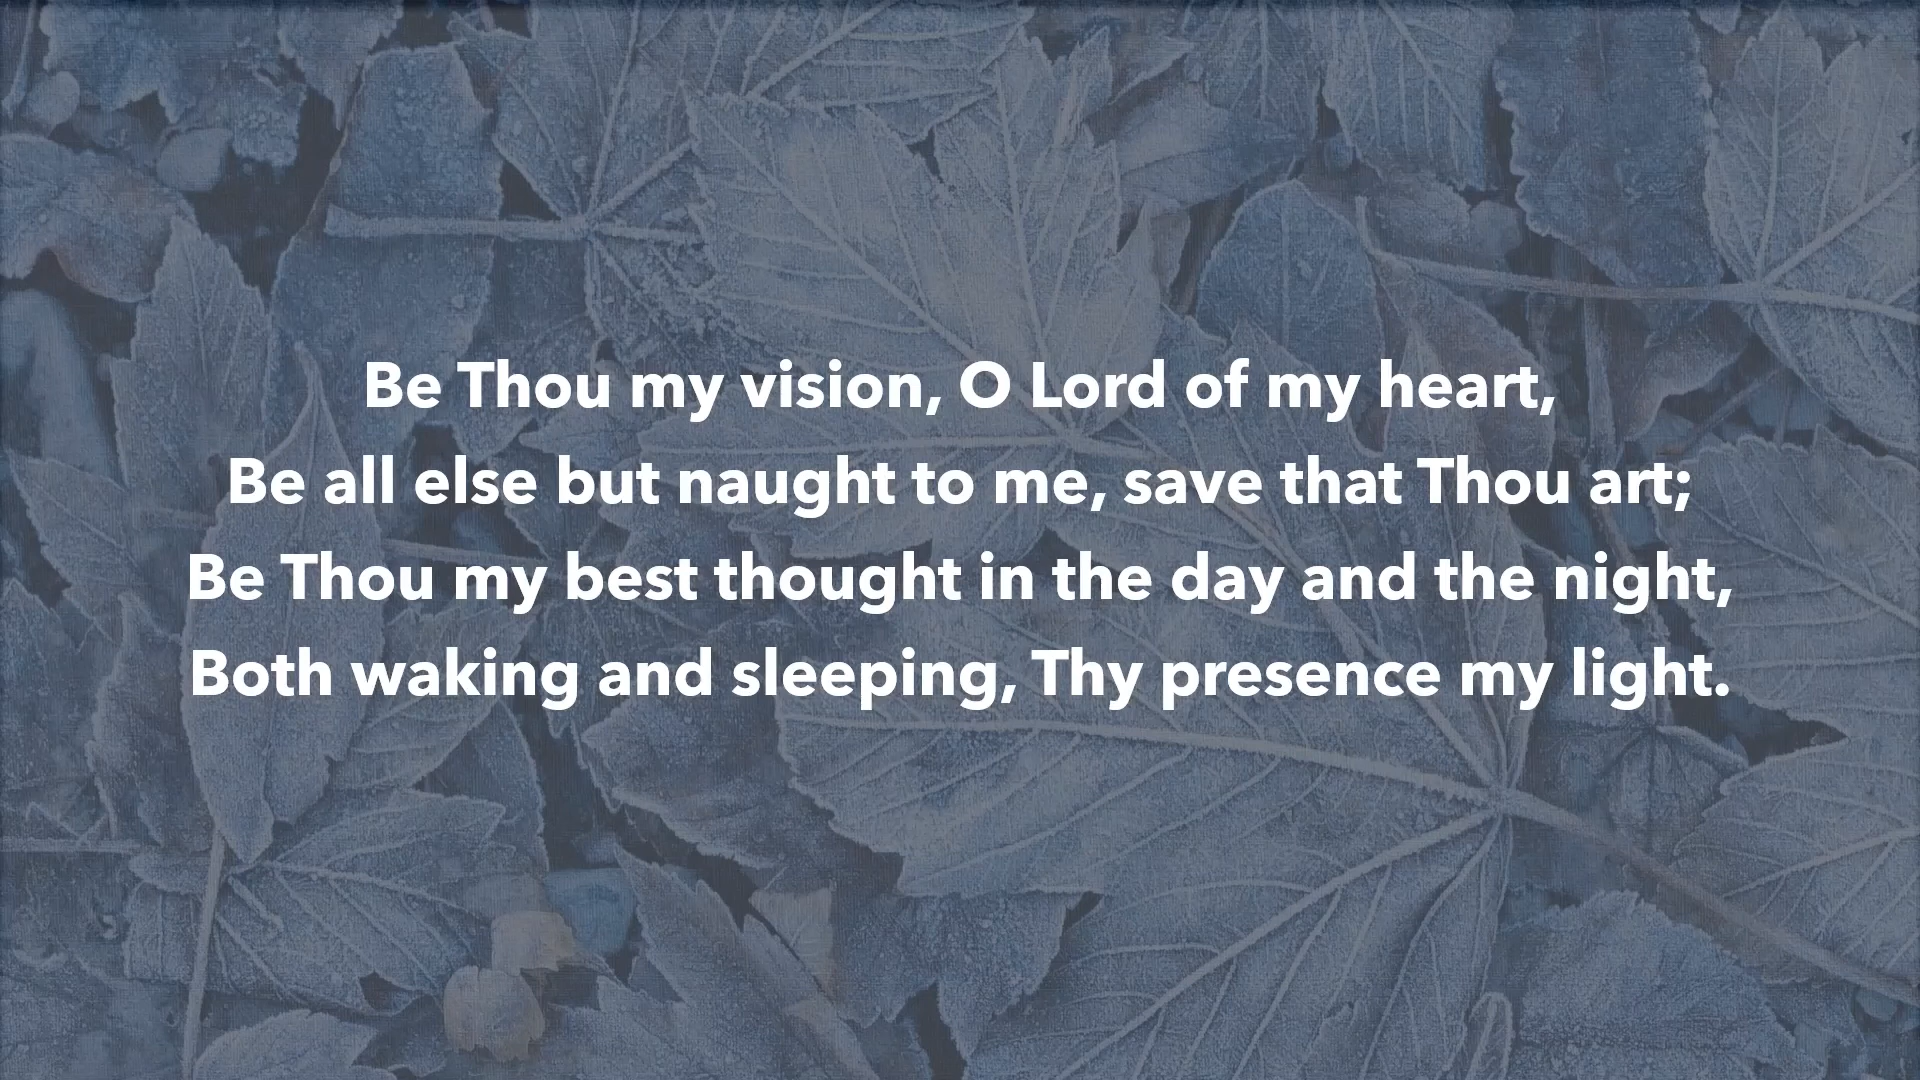 Be Thou my vision, O Lord of my heart,
Be all else but naught to me, save that Thou art;
Be Thou my best thought in the day and the night,
Both waking and sleeping, Thy presence my light.